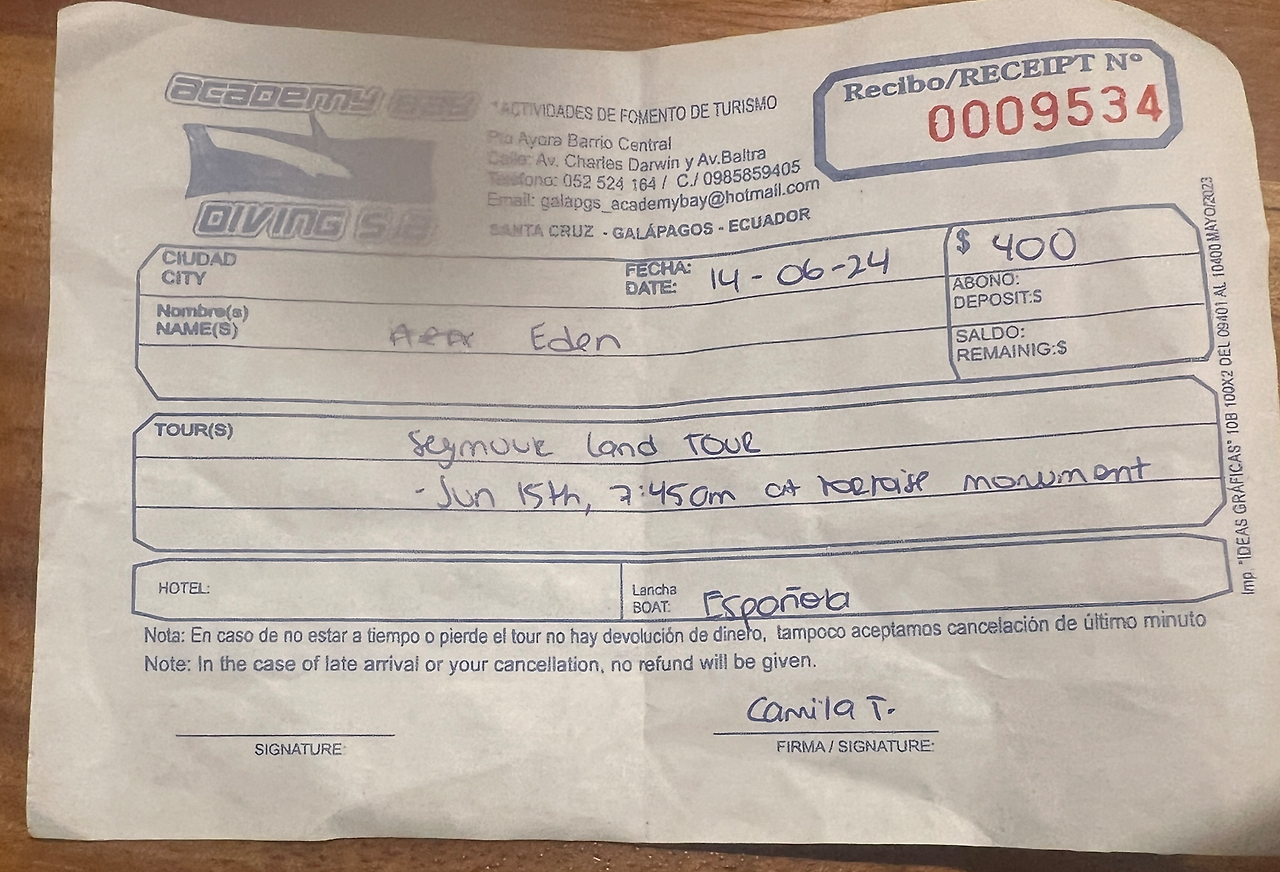 academy bay
DIVING S.A
*ACTIVIDADES DE FOMENTO DE TURISMO
Pto Ayora Barrio Central
Calle: Av. Charles Darwin y Av.Baltra
Telefono: 052 524 164 / C./ 0985859405
Email: galapgs_academybay@hotmail.com
SANTA CRUZ - GALÁPAGOS - ECUADOR
Recibo/RECEIPT Nº
0009534
CIUDAD
CITY
FECHA:
DATE: 14-06-24
$ 400
ABONO:
DEPOSIT:$
SALDO:
REMAINIG:$
Nombre(s)
NAME(S) Eden
TOUR(S) Seymour Land TOUR
- Jun 15th, 7:45am at tortoise monument
HOTEL:
Lancha
BOAT: Española
Nota: En caso de no estar a tiempo o pierde el tour no hay devolución de dinero, tampoco aceptamos cancelación de último minuto
Note: In the case of late arrival or your cancellation, no refund will be given.
Camila T.
SIGNATURE:
FIRMA / SIGNATURE:
Imp. "IDEAS GRÁFICAS" 10B 100X2 DEL 09401 AL 10400 MAYO/2023